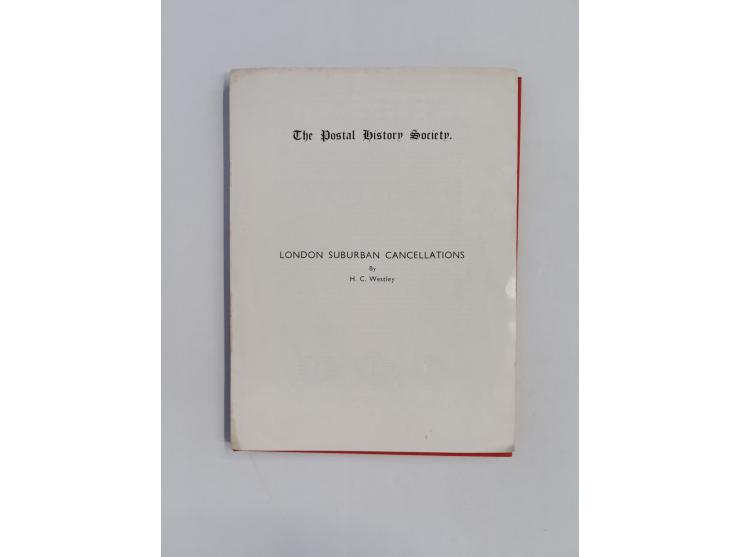 The Postal History Society.
LONDON SUBURBAN CANCELLATIONS
By
H. C. Westley